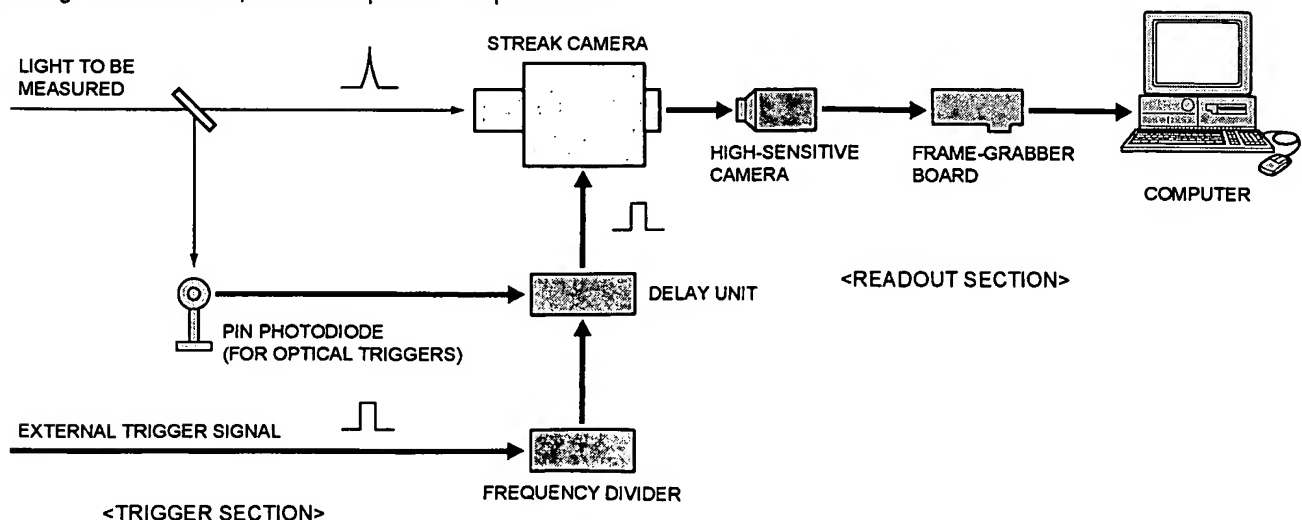 STREAK CAMERA
LIGHT TO BE
MEASURED
HIGH-SENSITIVE
CAMERA
FRAME-GRABBER
BOARD
COMPUTER
DELAY UNIT
<READOUT SECTION>
PIN PHOTODIODE
(FOR OPTICAL TRIGGERS)
EXTERNAL TRIGGER SIGNAL
FREQUENCY DIVIDER
<TRIGGER SECTION>